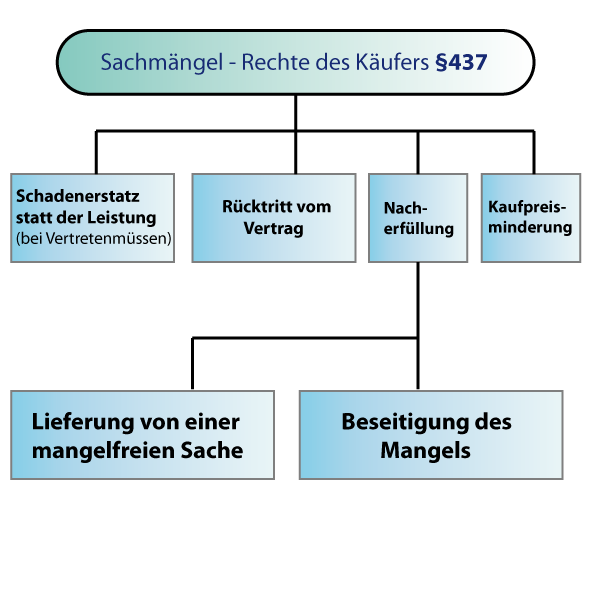 Sachmängel - Rechte des Käufers §437
Schadenerstatz
statt der Leistung
(bei Vertretenmüssen)
Rücktritt vom
Vertrag
Nach-
erfüllung
Kaufpreis-
minderung
Lieferung von einer
mangelfreien Sache
Beseitigung des
Mangels